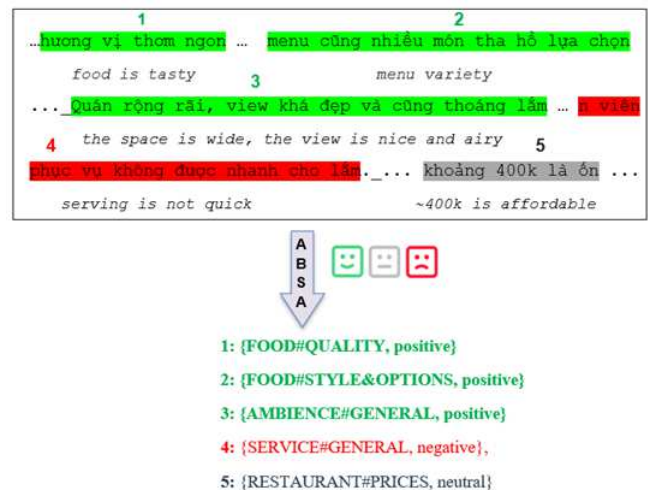 1 2
…hương vị thơm ngon … menu cũng nhiều món tha hồ lựa chọn
food is tasty menu variety
3
..._Quán rộng rãi, view khá đẹp và cũng thoáng lắm … n viên
the space is wide, the view is nice and airy
4 5
phục vụ không được nhanh cho lắm._... khoảng 400k là ổn ...
serving is not quick ~400k is affordable
A
B
S
A
1: {FOOD#QUALITY, positive}
2: {FOOD#STYLE&OPTIONS, positive}
3: {AMBIENCE#GENERAL, positive}
4: {SERVICE#GENERAL, negative},
5: {RESTAURANT#PRICES, neutral}